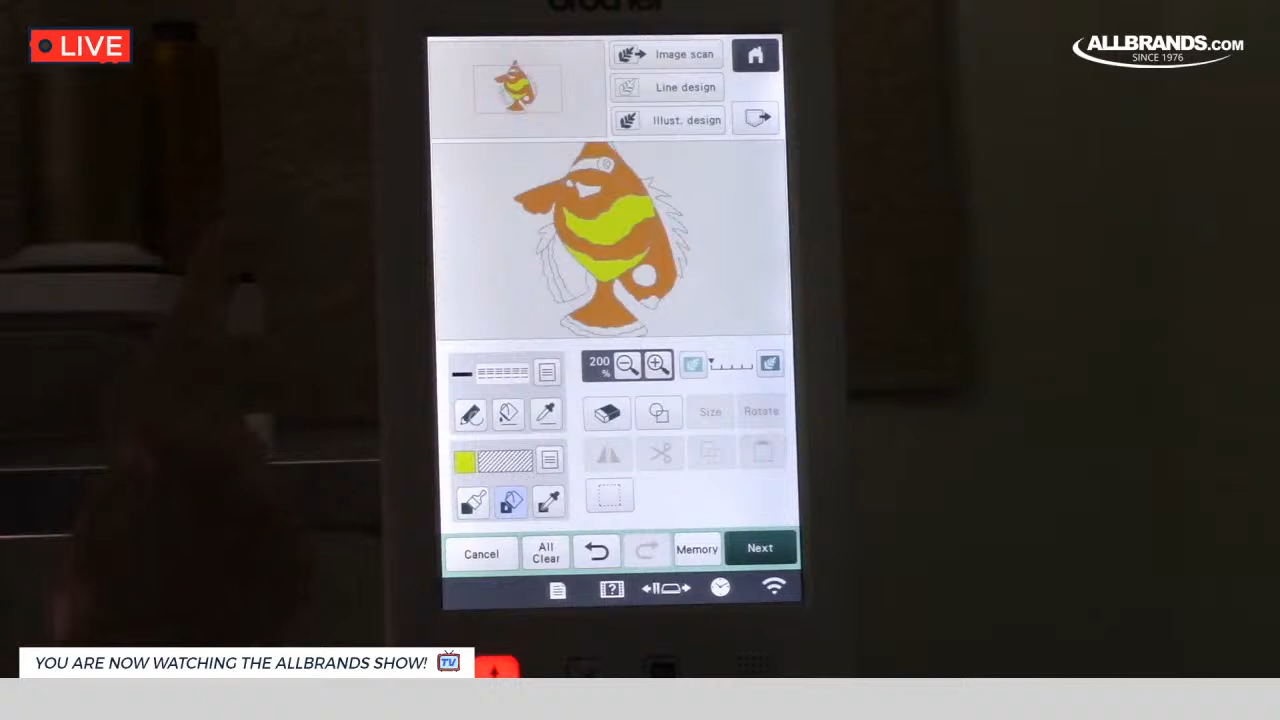 LIVE
ALLBRANDS.COM
SINCE 1976
brother
Image scan
Line design
Illust. design
200
%
Size
Rotate
Cancel
All
Clear
Memory
Next
?
YOU ARE NOW WATCHING THE ALLBRANDS SHOW!
TV